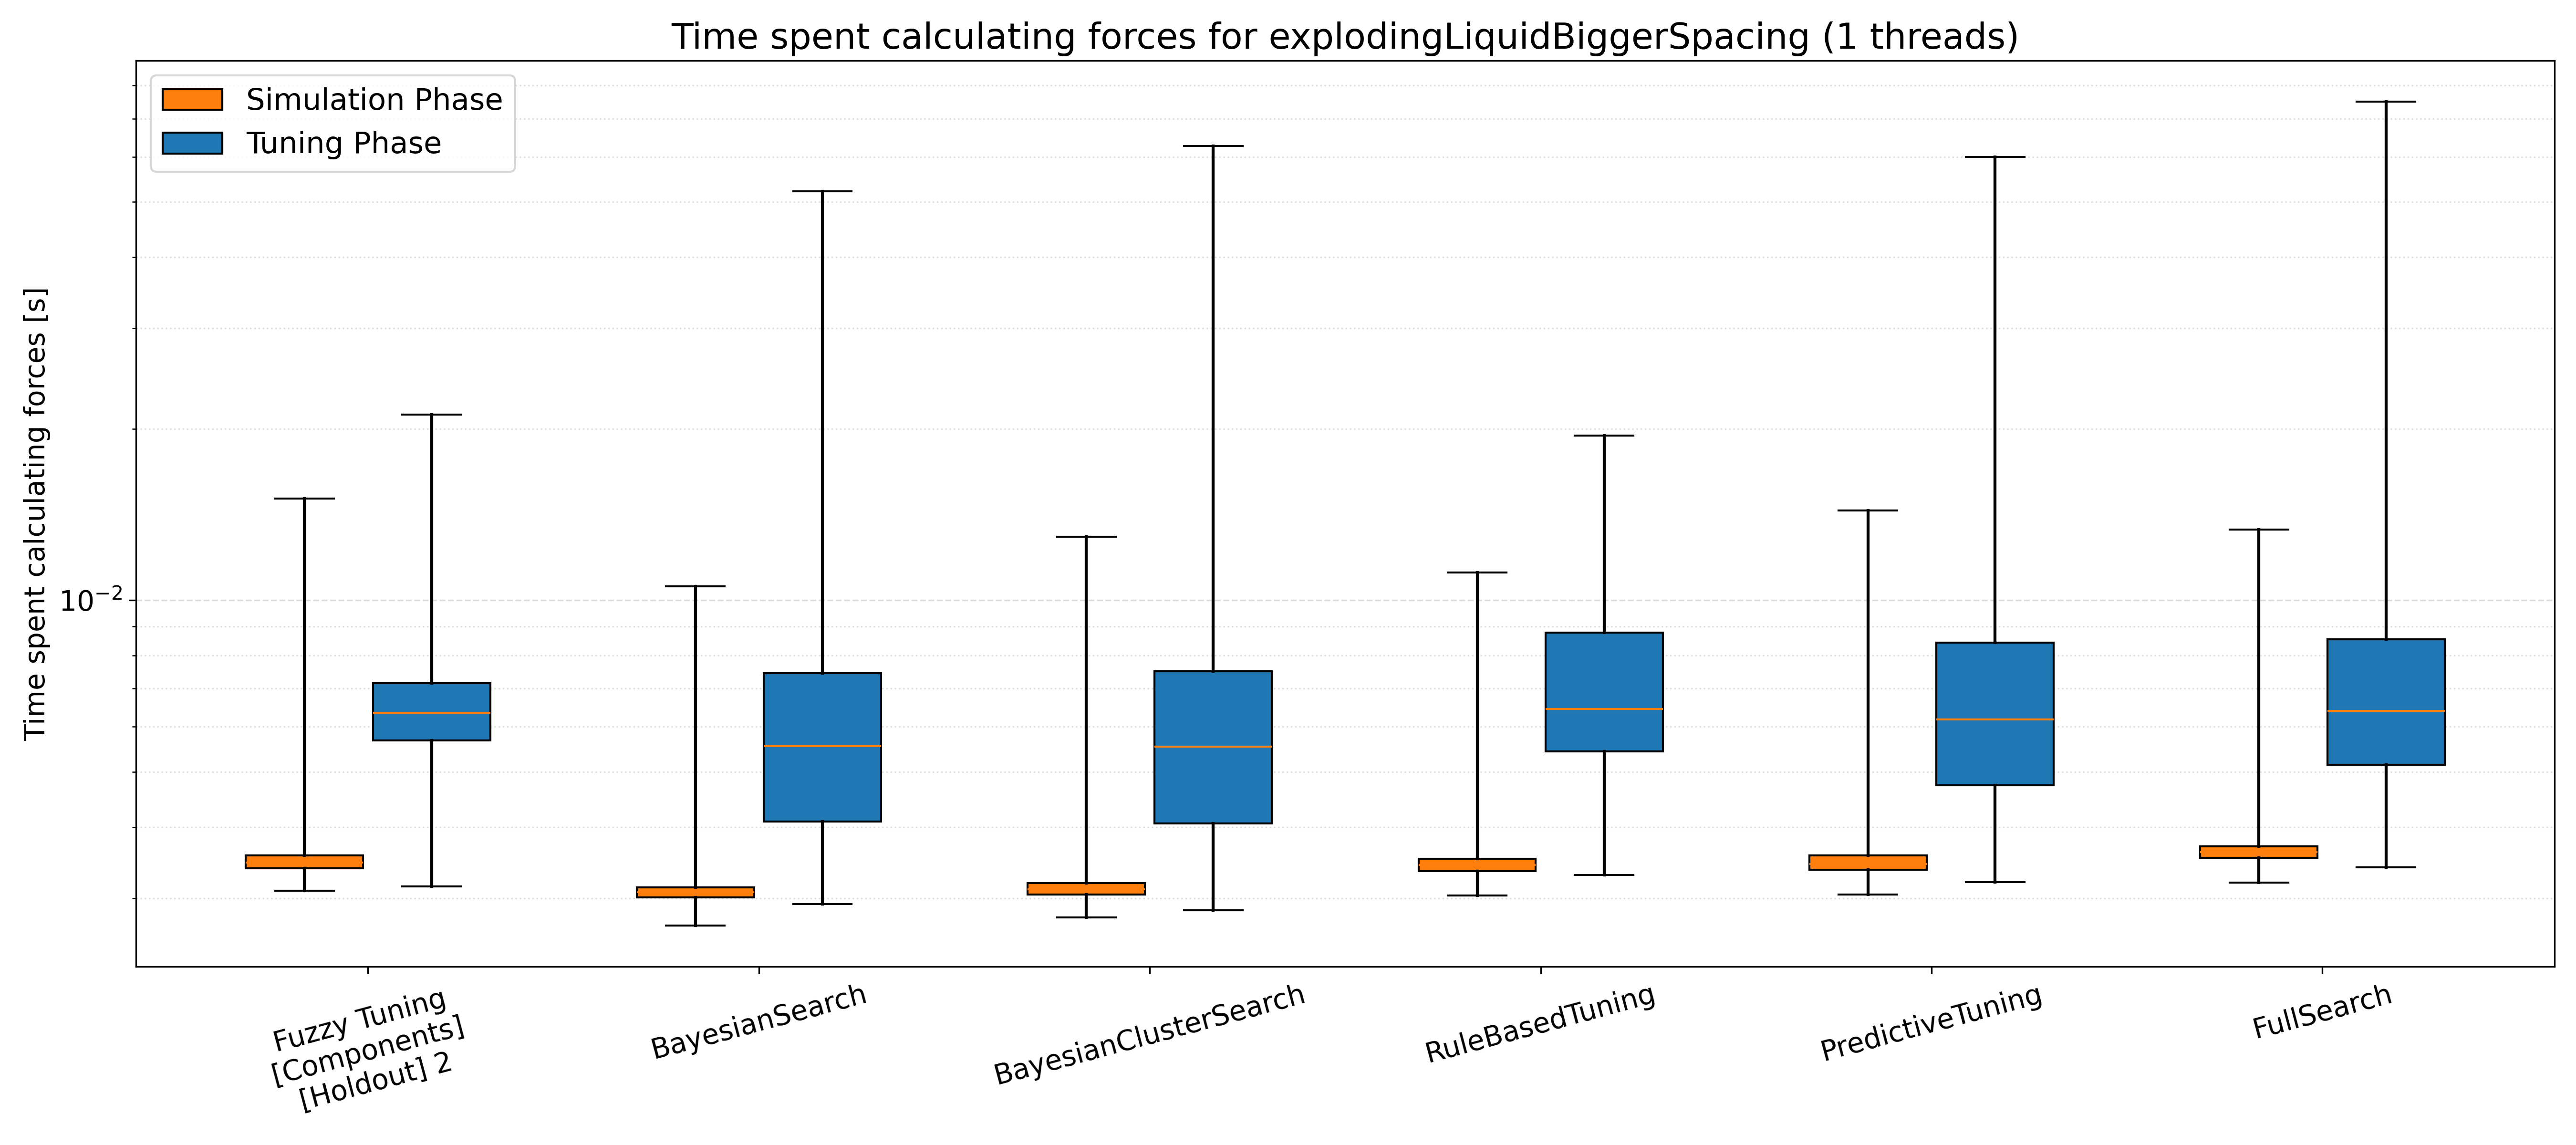 Time spent calculating forces for explodingLiquidBiggerSpacing (1 threads)
Simulation Phase
Tuning Phase
Time spent calculating forces [s]
10⁻²
Fuzzy Tuning
[Components]
[Holdout] 2
BayesianSearch
BayesianClusterSearch
RuleBasedTuning
PredictiveTuning
FullSearch